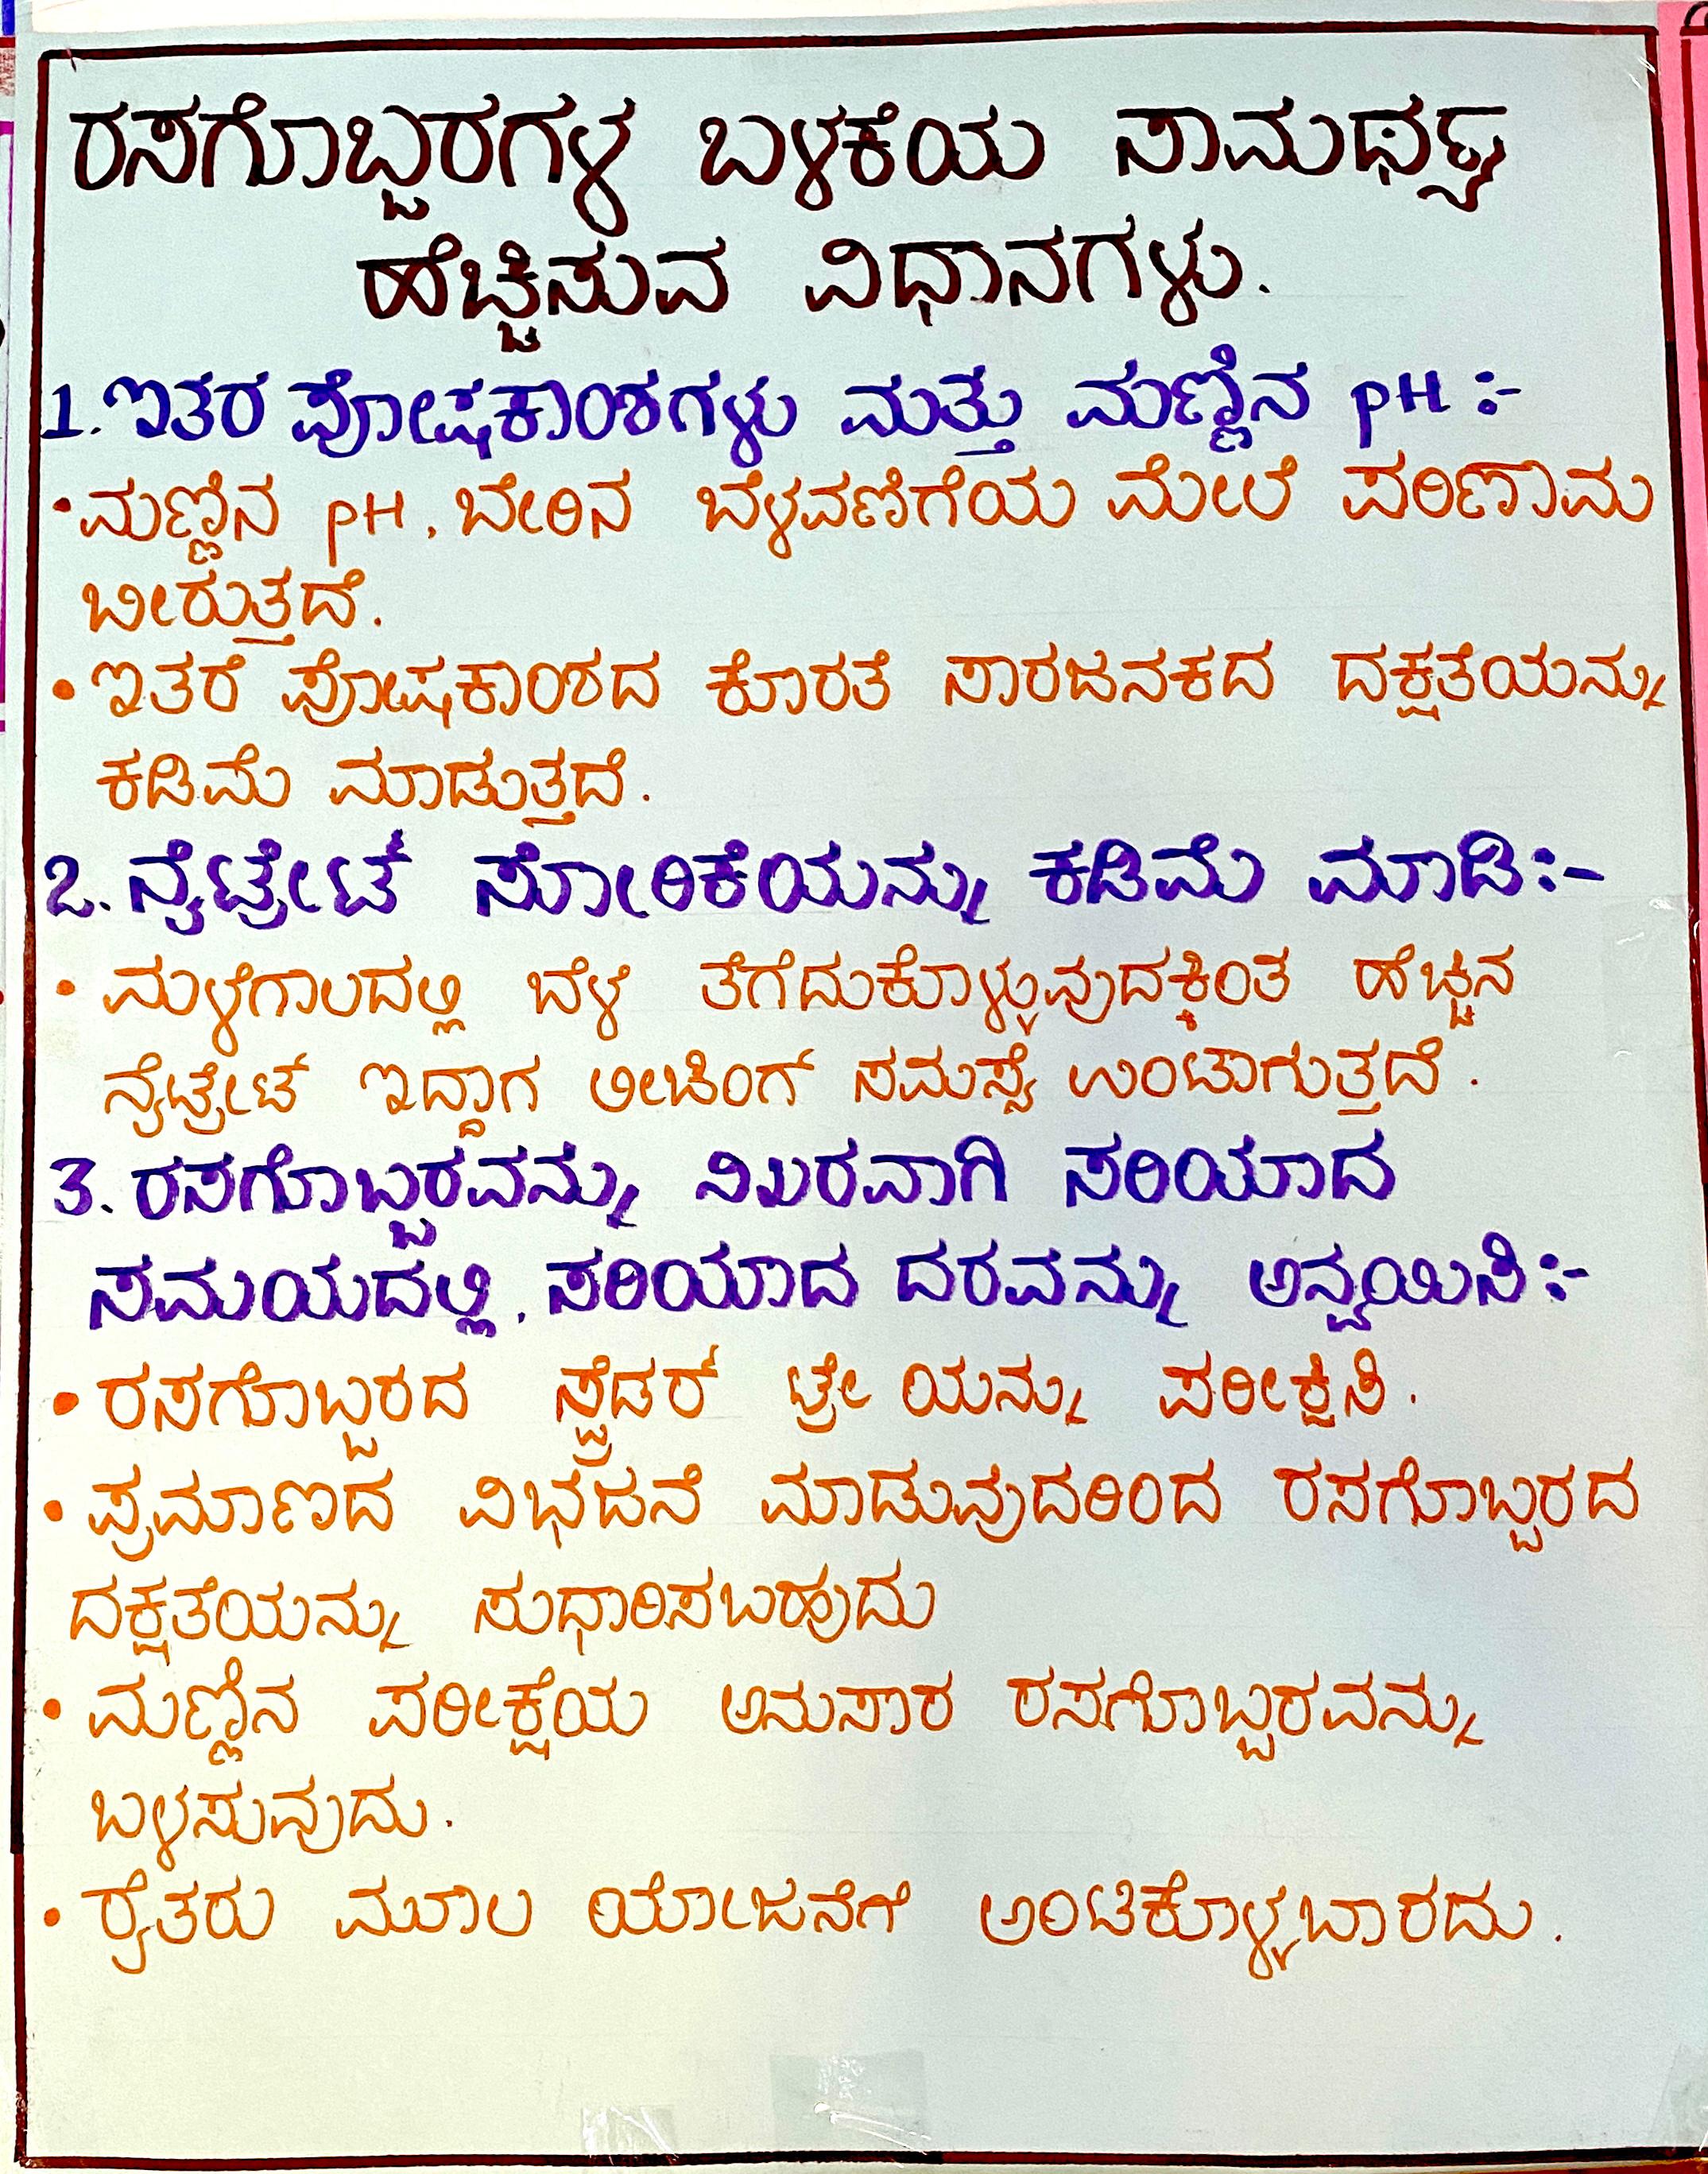 ರಸಗೊಬ್ಬರಗಳ ಬಳಕೆಯ ಸಾಮರ್ಥ್ಯ
ಹೆಚ್ಚಿಸುವ ವಿಧಾನಗಳು.
1. ಇತರ ಪೋಷಕಾಂಶಗಳು ಮತ್ತು ಮಣ್ಣಿನ pH :-
• ಮಣ್ಣಿನ pH, ಬೇರಿನ ಬೆಳವಣಿಗೆಯ ಮೇಲೆ ಪರಿಣಾಮ
ಬೀರುತ್ತದೆ.
• ಇತರೆ ಪೋಷಕಾಂಶದ ಕೊರತೆ ಸಾರಜನಕದ ದಕ್ಷತೆಯನ್ನು
ಕಡಿಮೆ ಮಾಡುತ್ತದೆ.
2. ನೈಟ್ರೇಟ್ ಸೋರಿಕೆಯನ್ನು ಕಡಿಮೆ ಮಾಡಿ:-
• ಮಳೆಗಾಲದಲ್ಲಿ ಬೆಳೆ ತೆಗೆದುಕೊಳ್ಳುವುದಕ್ಕಿಂತ ಹೆಚ್ಚಿನ
ನೈಟ್ರೇಟ್ ಇದ್ದಾಗ ಲೀಚಿಂಗ್ ಸಮಸ್ಯೆ ಉಂಟಾಗುತ್ತದೆ.
3. ರಸಗೊಬ್ಬರವನ್ನು ನಿಖರವಾಗಿ ಸರಿಯಾದ
ಸಮಯದಲ್ಲಿ, ಸರಿಯಾದ ದರವನ್ನು ಅನ್ವಯಿಸಿ:-
• ರಸಗೊಬ್ಬರದ ಸ್ಪ್ರೆಡರ್ ಟ್ರೇ ಯನ್ನು ಪರೀಕ್ಷಿಸಿ.
• ಪ್ರಮಾಣದ ವಿಭಜನೆ ಮಾಡುವುದರಿಂದ ರಸಗೊಬ್ಬರದ
ದಕ್ಷತೆಯನ್ನು ಸುಧಾರಿಸಬಹುದು
• ಮಣ್ಣಿನ ಪರೀಕ್ಷೆಯ ಅನುಸಾರ ರಸಗೊಬ್ಬರವನ್ನು
ಬಳಸುವುದು.
• ರೈತರು ಮೂಲ ಯೋಜನೆಗೆ ಅಂಟಿಕೊಳ್ಳಬಾರದು.